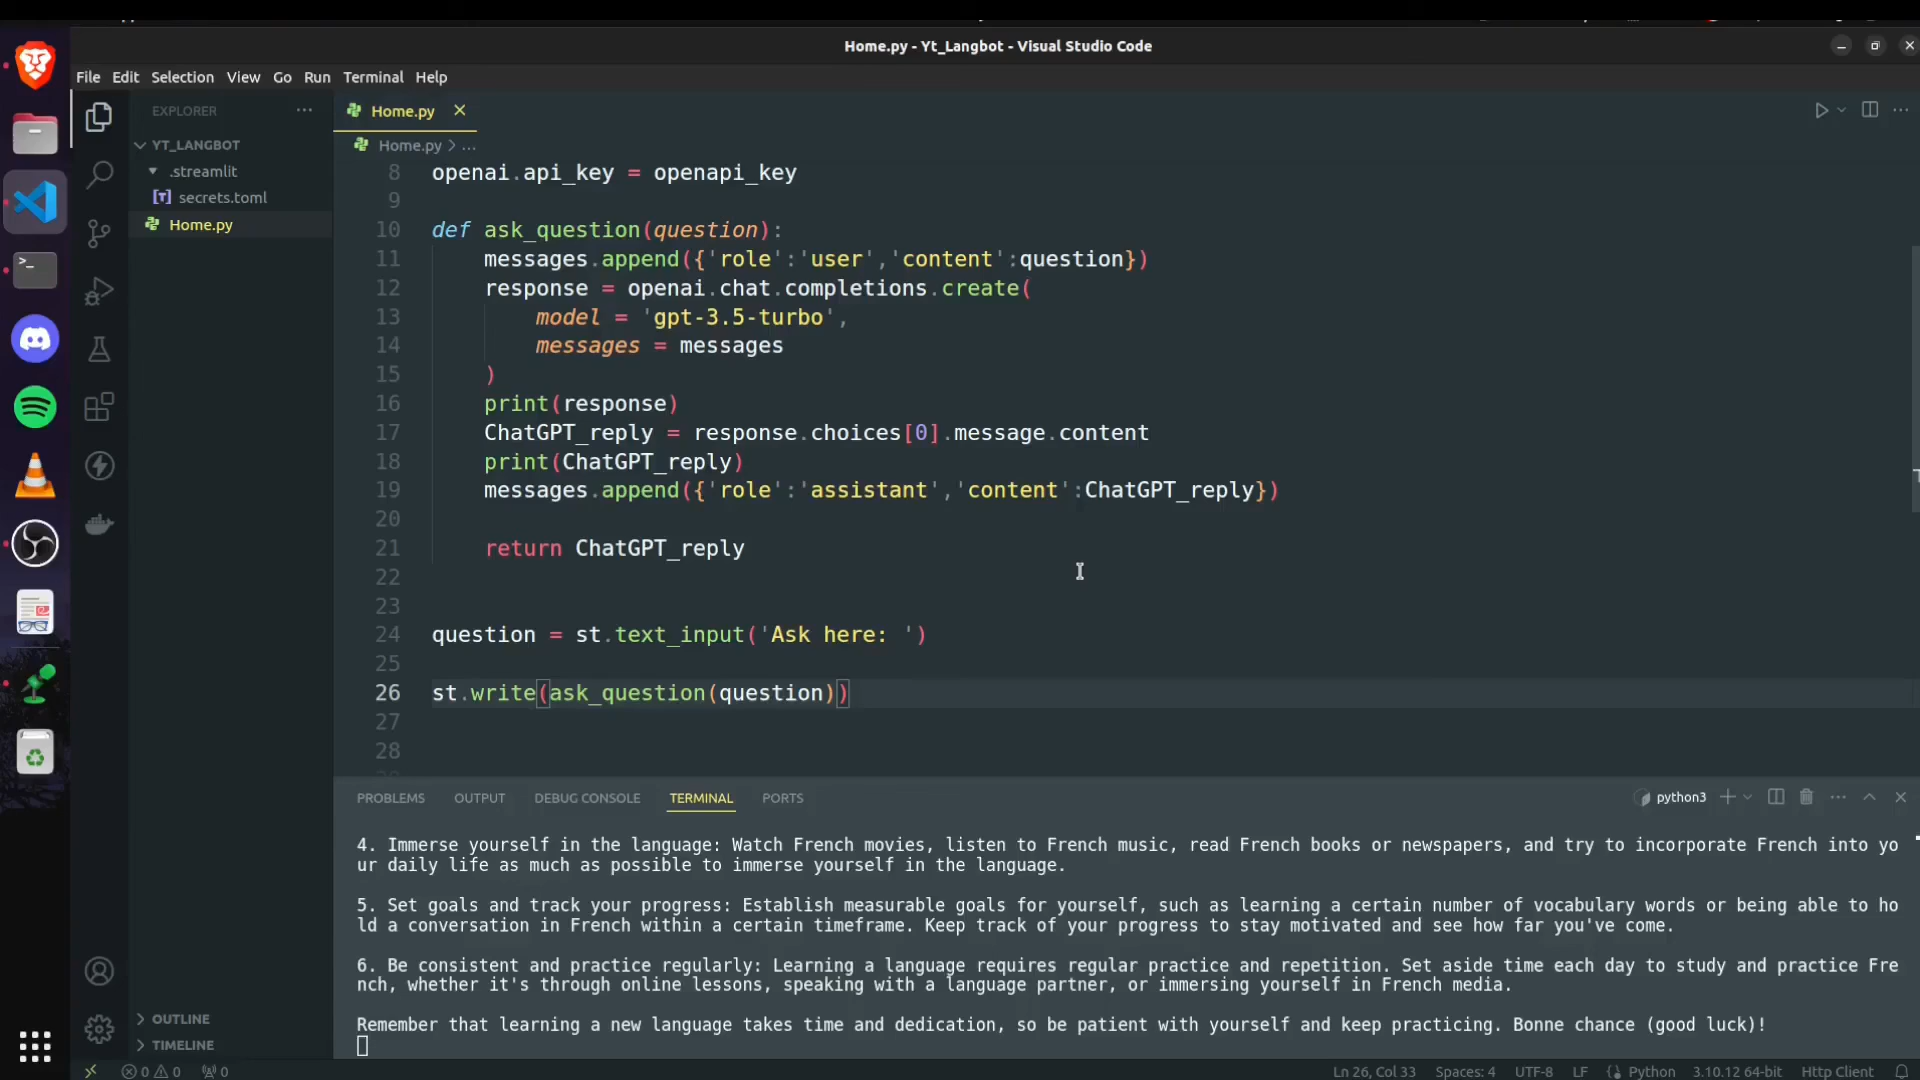 Home.py - Yt_Langbot - Visual Studio Code
File Edit Selection View Go Run Terminal Help
EXPLORER
YT_LANGBOT
.streamlit
secrets.toml
Home.py
Home.py
Home.py > ...
8 openai.api_key = openapi_key
9
10 def ask_question(question):
11 messages.append({'role':'user','content':question})
12 response = openai.chat.completions.create(
13 model = 'gpt-3.5-turbo',
14 messages = messages
15 )
16 print(response)
17 ChatGPT_reply = response.choices[0].message.content
18 print(ChatGPT_reply)
19 messages.append({'role':'assistant','content':ChatGPT_reply})
20
21 return ChatGPT_reply
22
23
24 question = st.text_input('Ask here: ')
25
26 st.write(ask_question(question))
27
28
PROBLEMS OUTPUT DEBUG CONSOLE TERMINAL PORTS
python3
4. Immerse yourself in the language: Watch French movies, listen to French music, read French books or newspapers, and try to incorporate French into yo
ur daily life as much as possible to immerse yourself in the language.
5. Set goals and track your progress: Establish measurable goals for yourself, such as learning a certain number of vocabulary words or being able to ho
ld a conversation in French within a certain timeframe. Keep track of your progress to stay motivated and see how far you've come.
6. Be consistent and practice regularly: Learning a language requires regular practice and repetition. Set aside time each day to study and practice Fre
nch, whether it's through online lessons, speaking with a language partner, or immersing yourself in French media.
Remember that learning a new language takes time and dedication, so be patient with yourself and keep practicing. Bonne chance (good luck)!
OUTLINE
TIMELINE
0 0 0
Ln 26, Col 33 Spaces: 4 UTF-8 LF Python 3.10.12 64-bit Http Client